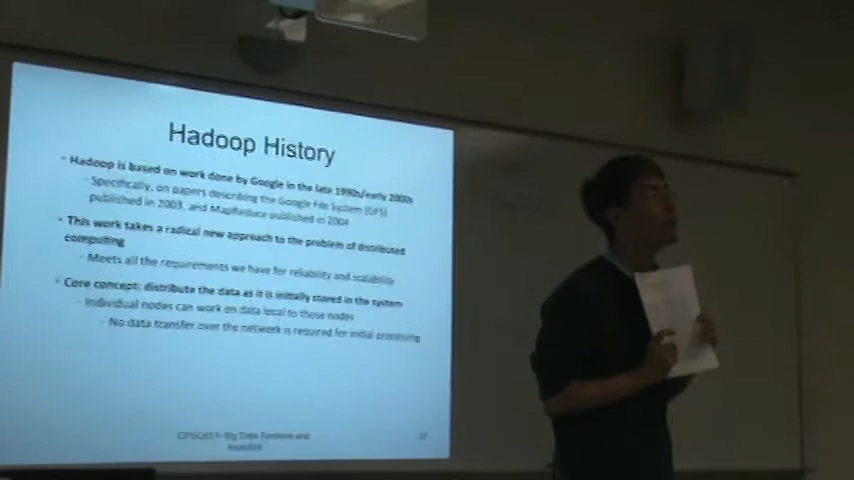 Hadoop History
Hadoop is based on work done by Google in the late 1990s/early 2000s
Specifically, on papers describing the Google File System (GFS)
published in 2003, and MapReduce published in 2004
This work takes a radical new approach to the problem of distributed
computing
Meets all the requirements we have for reliability and scalability
Core concept: distribute the data as it is initially stored in the system
Individual nodes can work on data local to those nodes
No data transfer over the network is required for initial processing
Big Data Systems and
Analytics